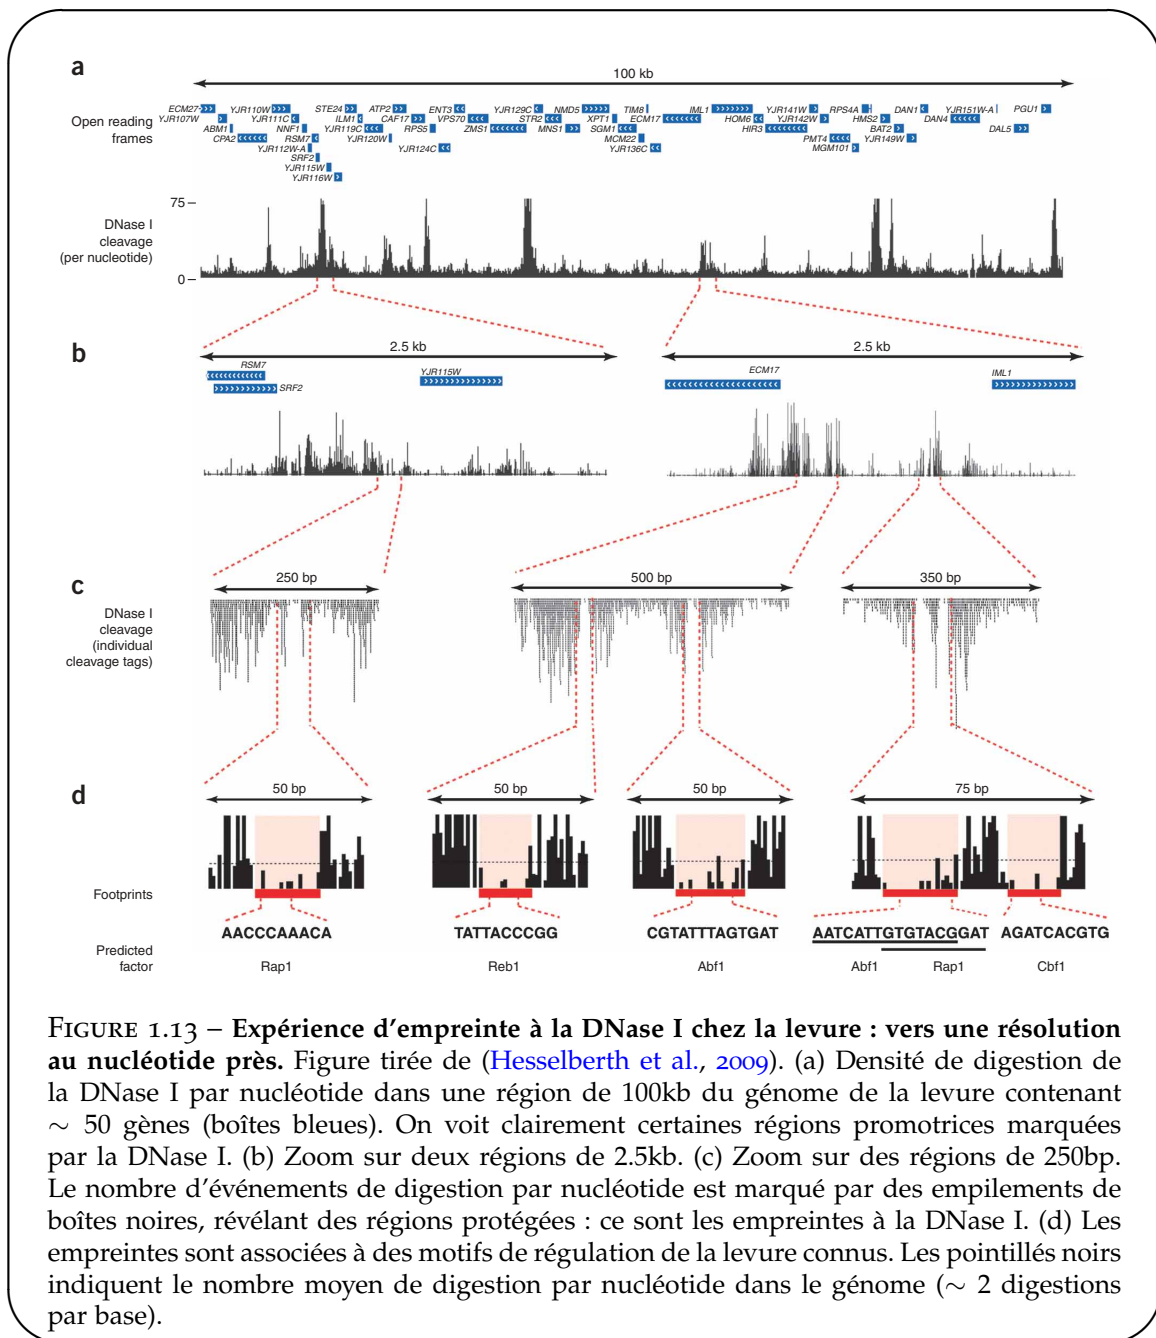 a
100 kb
Open reading
frames
ECM27
YJR107W
ABM1
CPA2
YJR110W
YJR111C
NNF1
RSM7
YJR112W-A
SRF2
YJR115W
YJR116W
STE24
ILM1
YJR119C
YJR120W
ATP2
CAF17
RPS5
YJR124C
ENT3
VPS70
ZMS1
YJR129C
STR2
MNS1
NMD5
XPT1
SGM1
TIM8
ECM17
MCM22
YJR136C
IML1
HOM6
HIR3
YJR141W
YJR142W
PMT4
MGM101
RPS4A
HMS2
BAT2
YJR149W
DAN1
DAN4
YJR151W-A
DAL5
PGU1
75
DNase I
cleavage
(per nucleotide)
0
b
2.5 kb
2.5 kb
RSM7
SRF2
YJR115W
ECM17
IML1
c
250 bp
500 bp
350 bp
DNase I
cleavage
(individual
cleavage tags)
d
50 bp
50 bp
50 bp
75 bp
Footprints
AACCCAAACA
TATTACCCGG
CGTATTTAGTGAT
AATCATTGTGTACGGAT
AGATCACGTG
Predicted
factor
Rap1
Reb1
Abf1
Abf1
Rap1
Cbf1
FIGURE 1.13 – Expérience d'empreinte à la DNase I chez la levure : vers une résolution
au nucléotide près. Figure tirée de (Hesselberth et al., 2009). (a) Densité de digestion de
la DNase I par nucléotide dans une région de 100kb du génome de la levure contenant
∼ 50 gènes (boîtes bleues). On voit clairement certaines régions promotrices marquées
par la DNase I. (b) Zoom sur deux régions de 2.5kb. (c) Zoom sur des régions de 250bp.
Le nombre d'événements de digestion par nucléotide est marqué par des empilements de
boîtes noires, révélant des régions protégées : ce sont les empreintes à la DNase I. (d) Les
empreintes sont associées à des motifs de régulation de la levure connus. Les pointillés noirs
indiquent le nombre moyen de digestion par nucléotide dans le génome (∼ 2 digestions
par base).